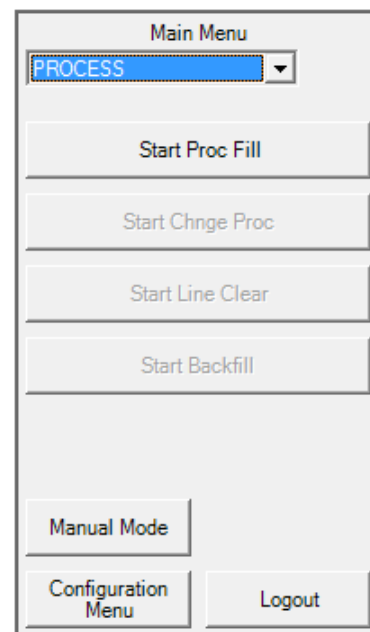 Main Menu
PROCESS
Start Proc Fill
Start Chnge Proc
Start Line Clear
Start Backfill
Manual Mode
Configuration
Menu
Logout